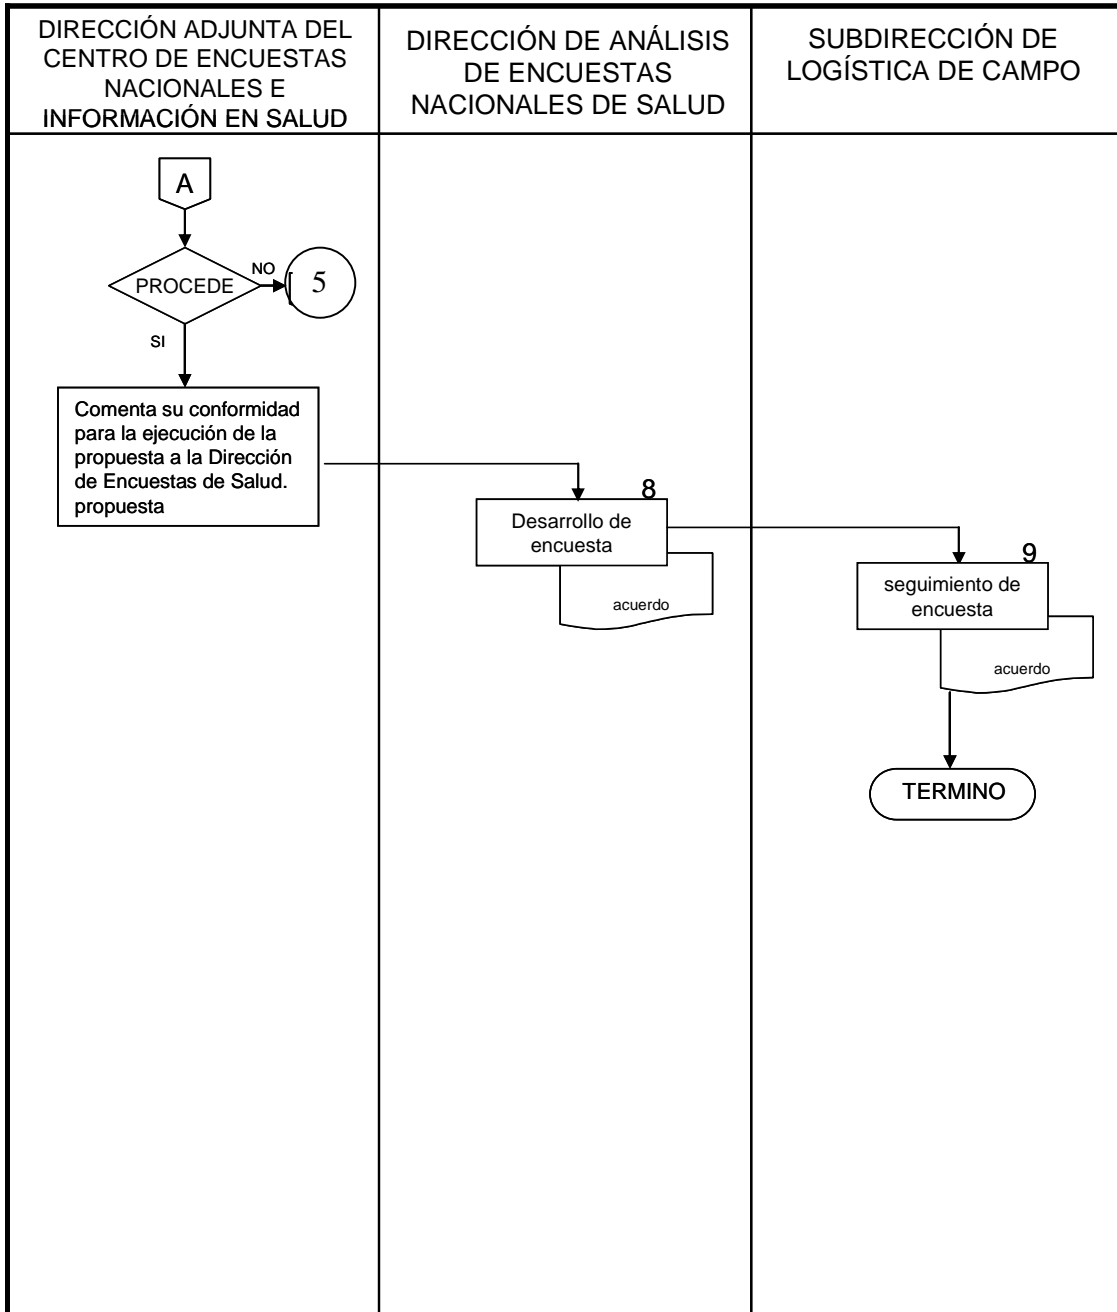 DIRECCIÓN ADJUNTA DEL
CENTRO DE ENCUESTAS
NACIONALES E
INFORMACIÓN EN SALUD
DIRECCIÓN DE ANÁLISIS
DE ENCUESTAS
NACIONALES DE SALUD
SUBDIRECCIÓN DE
LOGÍSTICA DE CAMPO
A
PROCEDE
NO
5
SI
Comenta su conformidad
para la ejecución de la
propuesta a la Dirección
de Encuestas de Salud.
propuesta
8
Desarrollo de
encuesta
acuerdo
9
seguimiento de
encuesta
acuerdo
TERMINO